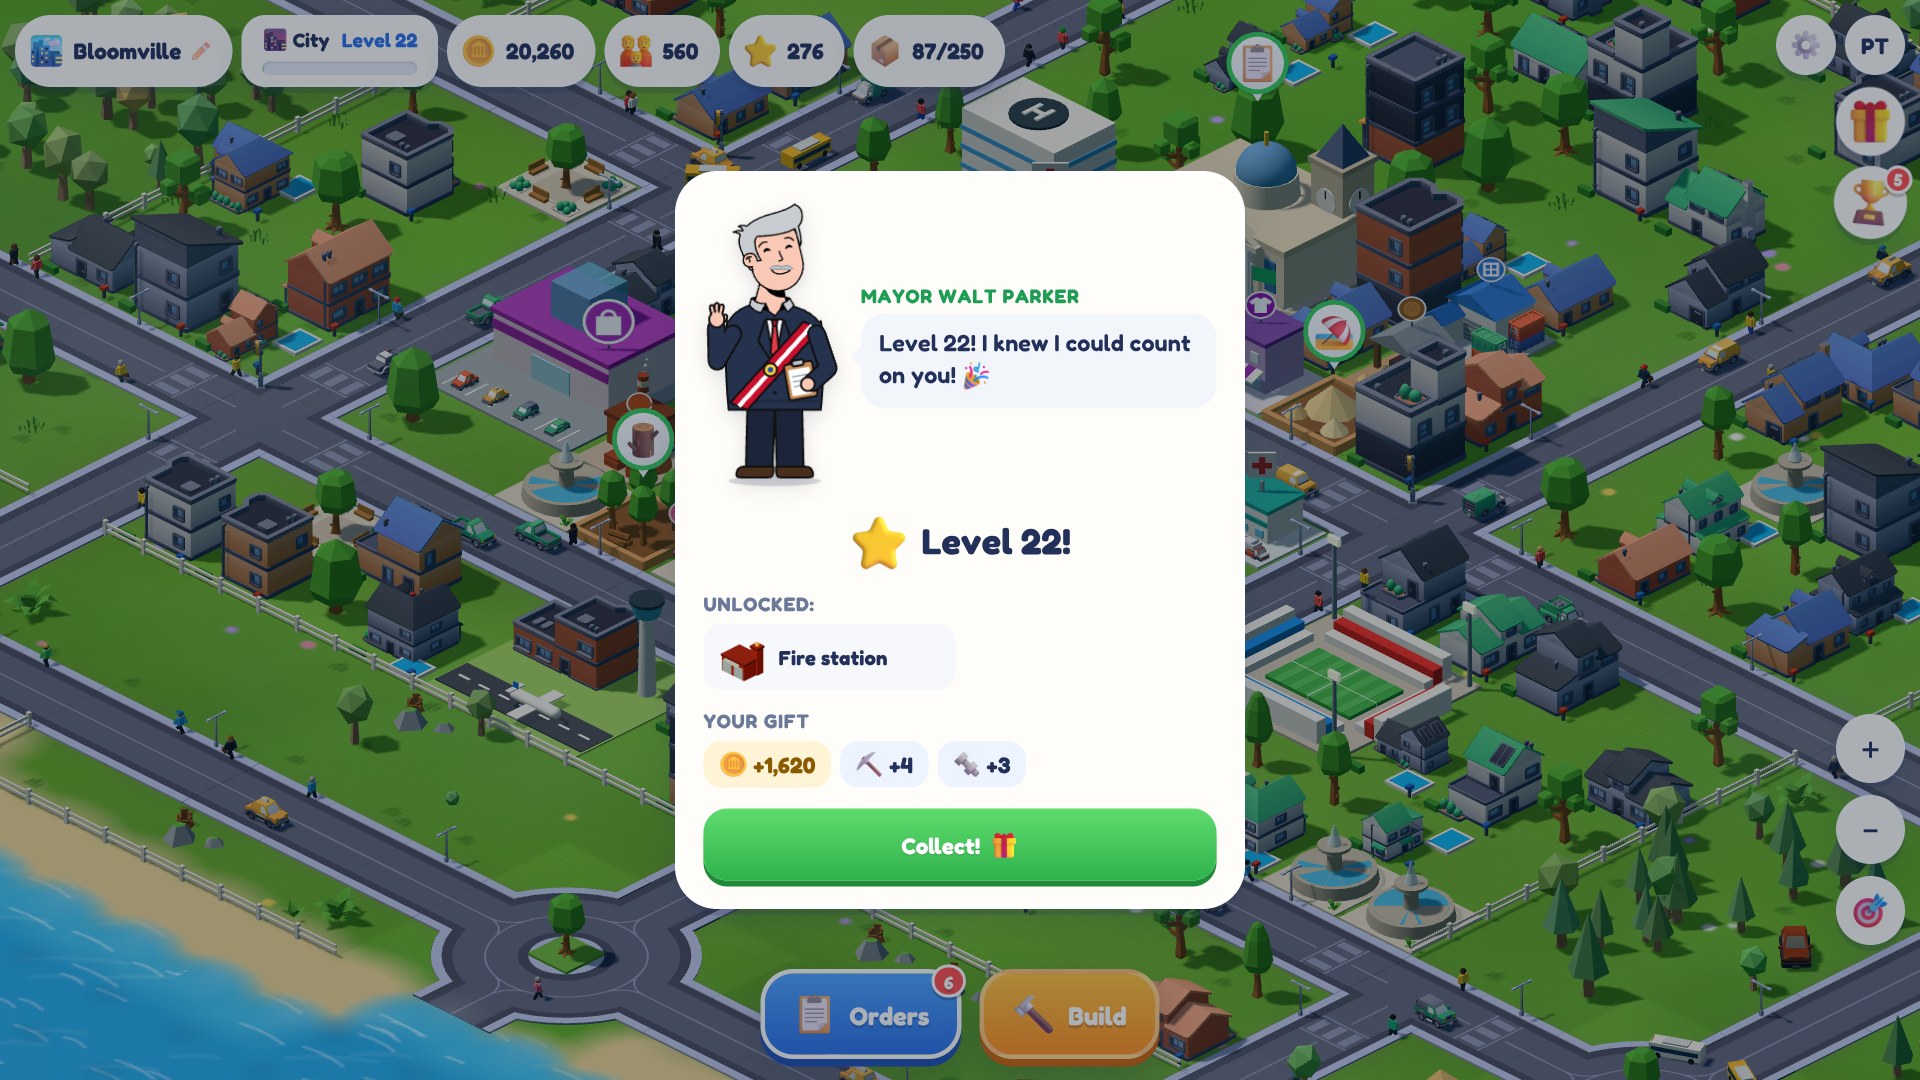 Bloomville
City Level 22
20,260
560
276
87/250
PT
5
H
MAYOR WALT PARKER
Level 22! I knew I could count
on you!
Level 22!
UNLOCKED:
Fire station
YOUR GIFT
+1,620
+4
+3
Collect!
+
-
Orders
6
Build